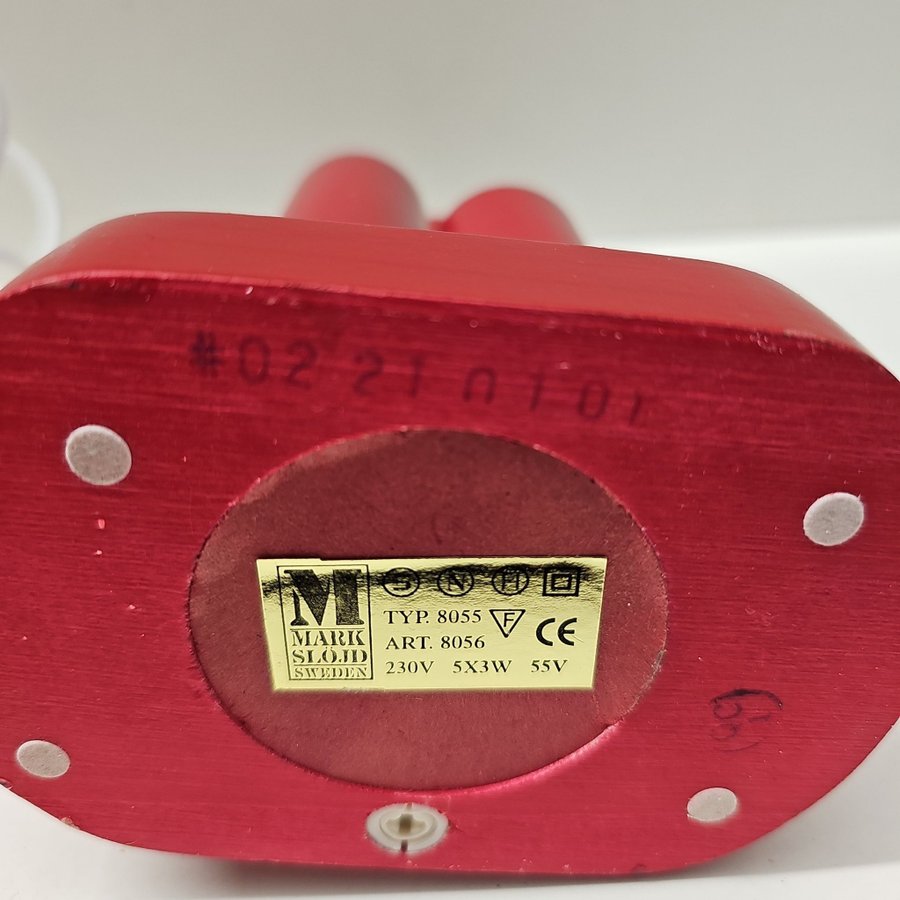 #02 21 0101
M
MARK
SLÖJD
SWEDEN
S N H
TYP. 8055 F CE
ART. 8056
230V 5X3W 55V